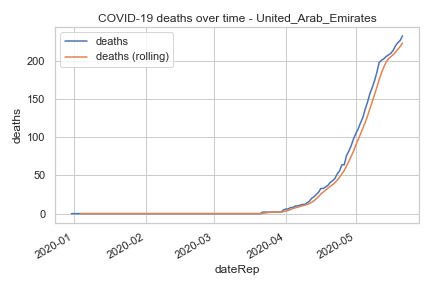 COVID-19 deaths over time - United_Arab_Emirates
deaths
deaths (rolling)
200
150
100
50
0
deaths
2020-01
2020-02
2020-03
2020-04
2020-05
dateRep